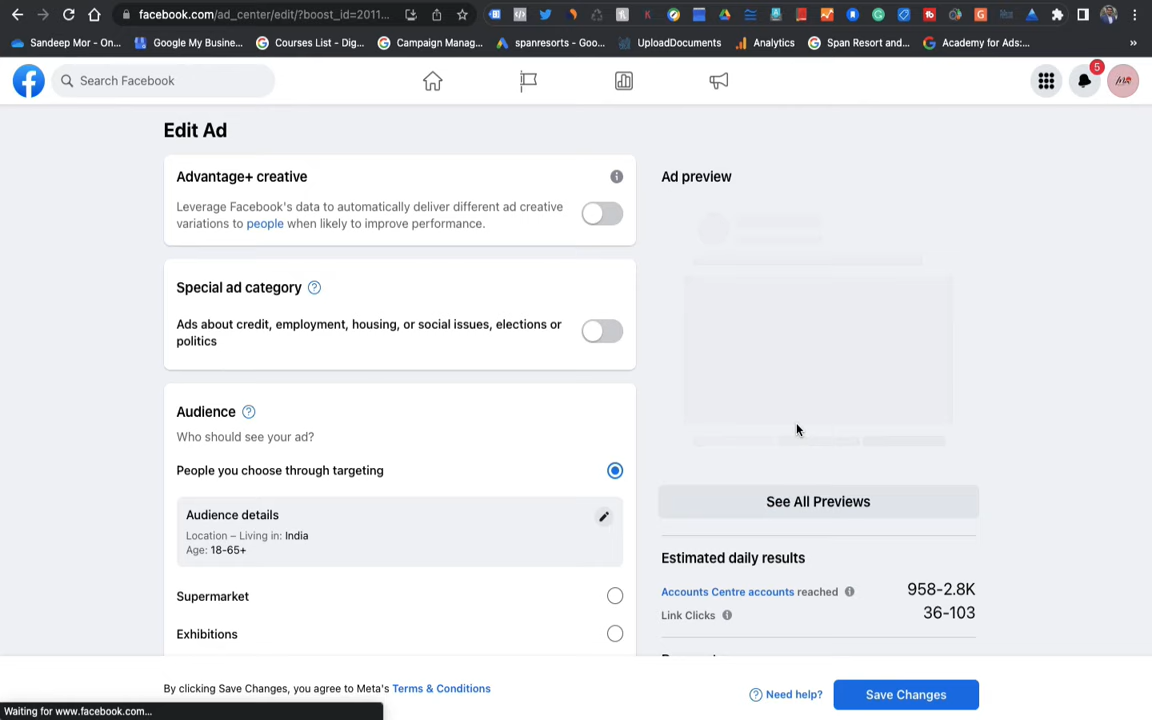 facebook.com/ad_center/edit/?boost_id=2011...
Sandeep Mor - On...
Google My Busine...
Courses List - Dig...
Campaign Manag...
spanresorts - Goo...
UploadDocuments
Analytics
Span Resort and...
Academy for Ads:...
»
Search Facebook
5
Edit Ad
Advantage+ creative
Leverage Facebook's data to automatically deliver different ad creative
variations to people when likely to improve performance.
Special ad category
Ads about credit, employment, housing, or social issues, elections or
politics
Audience
Who should see your ad?
People you choose through targeting
Audience details
Location – Living in: India
Age: 18-65+
Supermarket
Exhibitions
Ad preview
See All Previews
Estimated daily results
Accounts Centre accounts reached 958-2.8K
Link Clicks 36-103
By clicking Save Changes, you agree to Meta's Terms & Conditions
Need help?
Save Changes
Waiting for www.facebook.com...